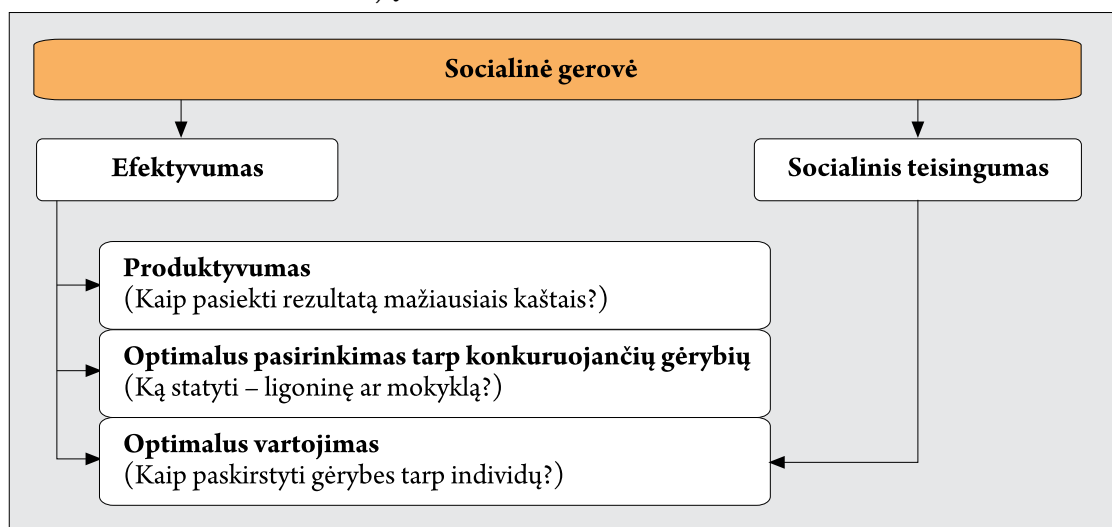 Socialinė gerovė
Efektyvumas
Socialinis teisingumas
Produktyvumas
(Kaip pasiekti rezultatą mažiausiais kaštais?)
Optimalus pasirinkimas tarp konkuruojančių gėrybių
(Ką statyti – ligoninę ar mokyklą?)
Optimalus vartojimas
(Kaip paskirstyti gėrybes tarp individų?)